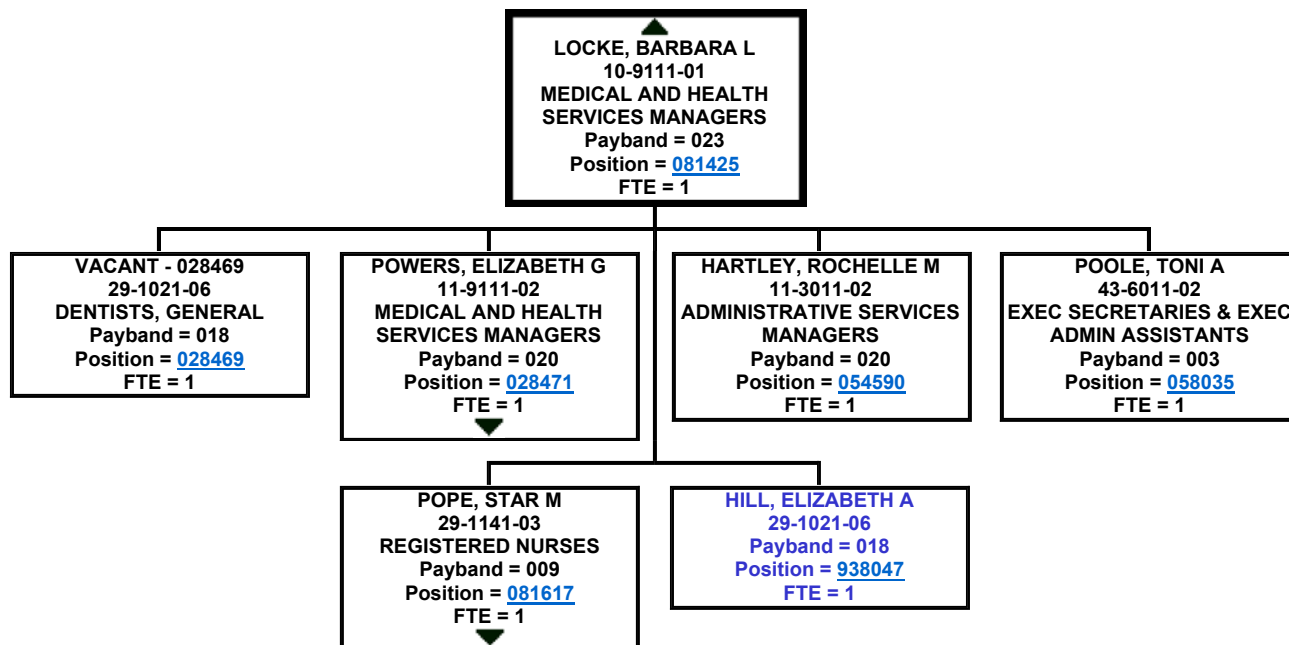 LOCKE, BARBARA L
10-9111-01
MEDICAL AND HEALTH
SERVICES MANAGERS
Payband = 023
Position = 081425
FTE = 1
VACANT - 028469
29-1021-06
DENTISTS, GENERAL
Payband = 018
Position = 028469
FTE = 1
POWERS, ELIZABETH G
11-9111-02
MEDICAL AND HEALTH
SERVICES MANAGERS
Payband = 020
Position = 028471
FTE = 1
HARTLEY, ROCHELLE M
11-3011-02
ADMINISTRATIVE SERVICES
MANAGERS
Payband = 020
Position = 054590
FTE = 1
POOLE, TONI A
43-6011-02
EXEC SECRETARIES & EXEC
ADMIN ASSISTANTS
Payband = 003
Position = 058035
FTE = 1
POPE, STAR M
29-1141-03
REGISTERED NURSES
Payband = 009
Position = 081617
FTE = 1
HILL, ELIZABETH A
29-1021-06
Payband = 018
Position = 938047
FTE = 1